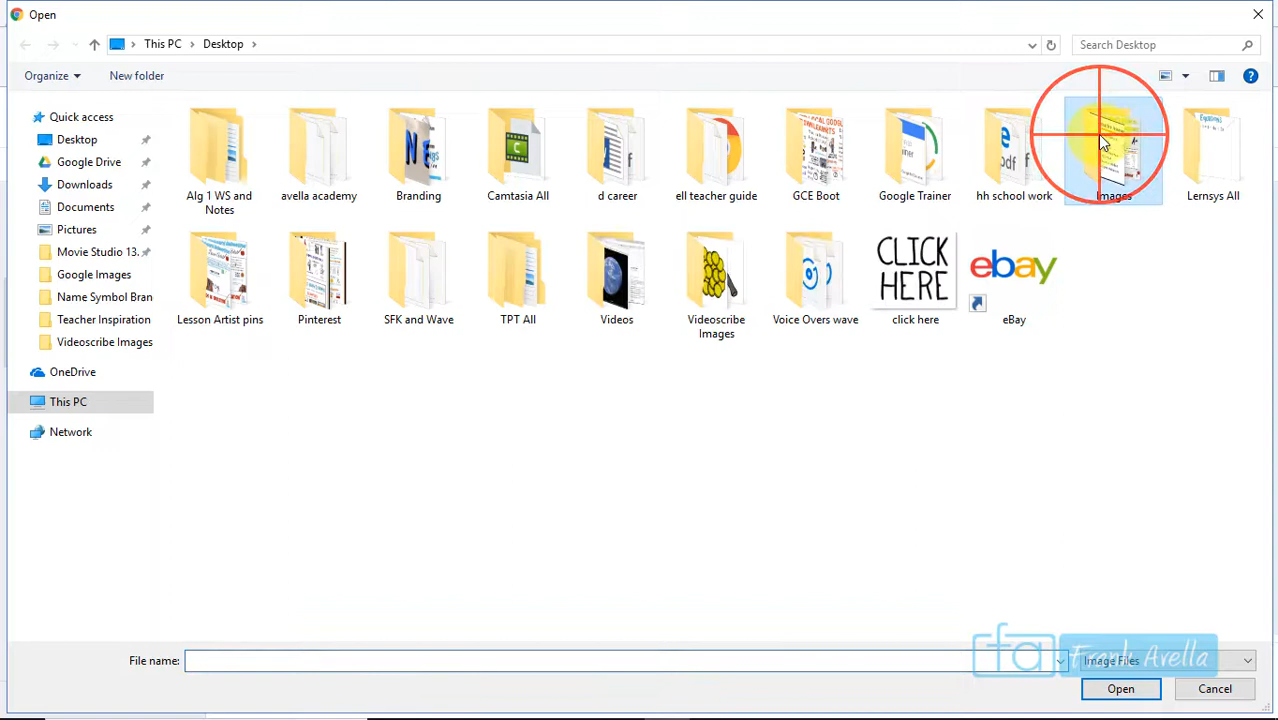 Open
This PC
Desktop
Search Desktop
Organize
New folder
Quick access
Desktop
Google Drive
Downloads
Documents
Pictures
Movie Studio 13.
Google Images
Name Symbol Bran
Teacher Inspiration
Videoscribe Images
OneDrive
This PC
Network
Alg 1 WS and
Notes
avella academy
Branding
Camtasia All
d career
ell teacher guide
GCE Boot
Google Trainer
hh school work
Images
Lernsys All
Lesson Artist pins
Pinterest
SFK and Wave
TPT All
Videos
Videoscribe
Images
Voice Overs wave
CLICK
HERE
click here
ebay
eBay
File name:
Image Files
fa Frank Avella
Open
Cancel